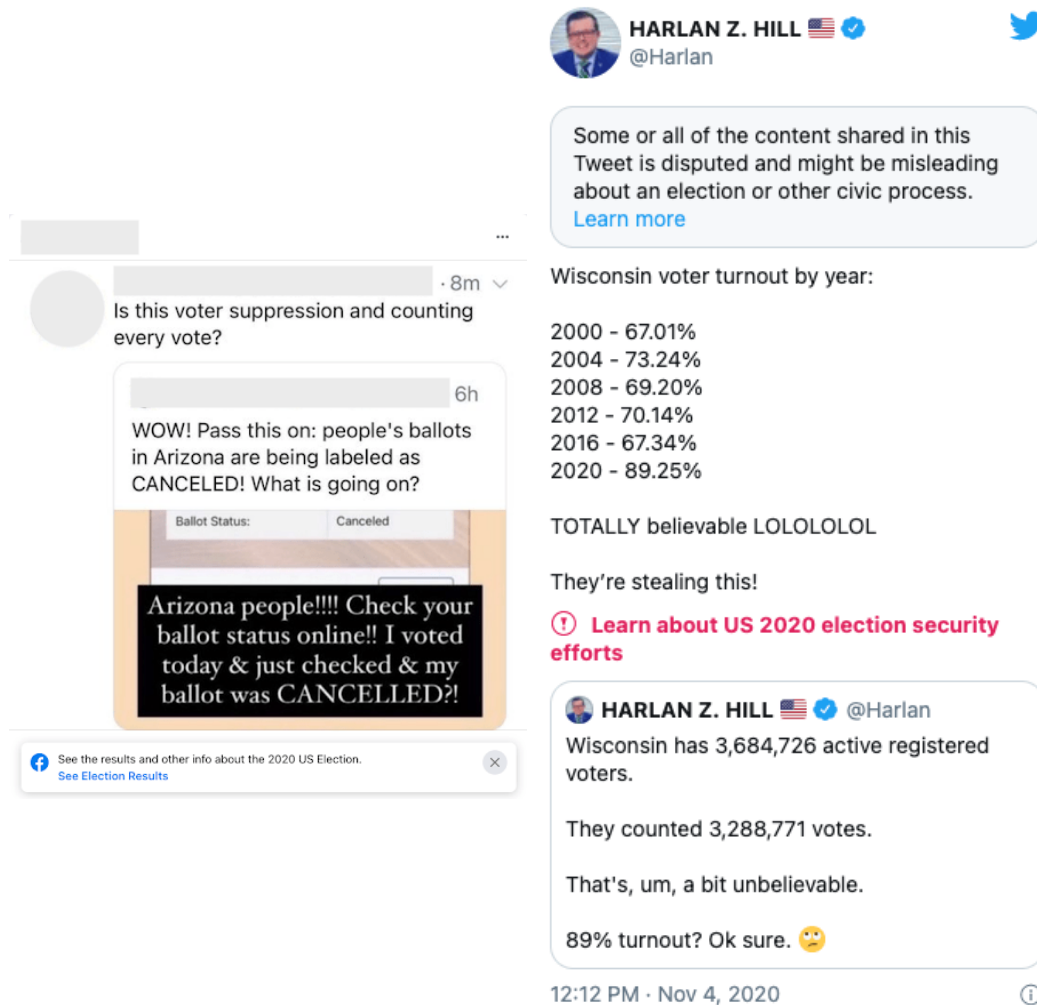 · 8m
Is this voter suppression and counting
every vote?
6h
WOW! Pass this on: people's ballots
in Arizona are being labeled as
CANCELED! What is going on?
Ballot Status: Canceled
Arizona people!!!! Check your
ballot status online!! I voted
today & just checked & my
ballot was CANCELLED?!
See the results and other info about the 2020 US Election.
See Election Results
HARLAN Z. HILL 🇺🇸
@Harlan
Some or all of the content shared in this
Tweet is disputed and might be misleading
about an election or other civic process.
Learn more
Wisconsin voter turnout by year:
2000 - 67.01%
2004 - 73.24%
2008 - 69.20%
2012 - 70.14%
2016 - 67.34%
2020 - 89.25%
TOTALLY believable LOLOLOLOL
They’re stealing this!
Learn about US 2020 election security
efforts
HARLAN Z. HILL 🇺🇸 @Harlan
Wisconsin has 3,684,726 active registered
voters.
They counted 3,288,771 votes.
That's, um, a bit unbelievable.
89% turnout? Ok sure. 🙄
12:12 PM · Nov 4, 2020